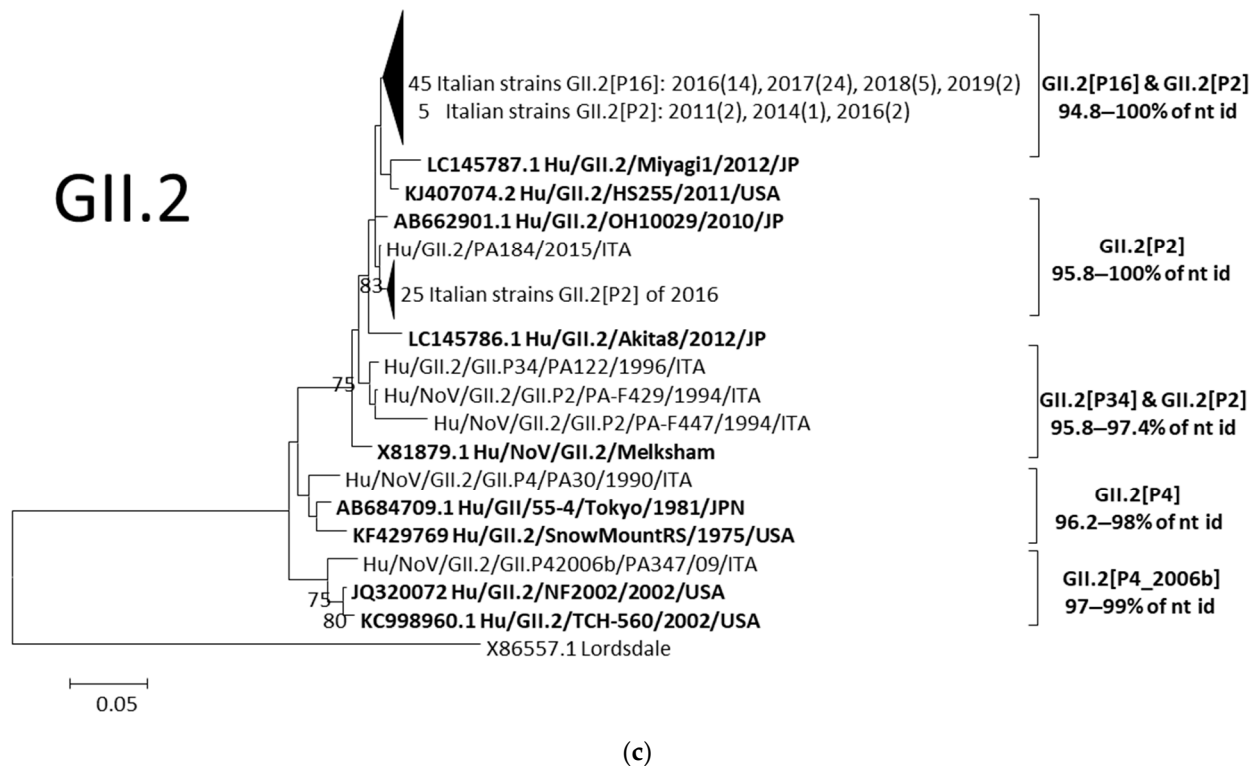 GII.2
45 Italian strains GII.2[P16]: 2016(14), 2017(24), 2018(5), 2019(2)
5 Italian strains GII.2[P2]: 2011(2), 2014(1), 2016(2)
GII.2[P16] & GII.2[P2]
94.8–100% of nt id
LC145787.1 Hu/GII.2/Miyagi1/2012/JP
KJ407074.2 Hu/GII.2/HS255/2011/USA
AB662901.1 Hu/GII.2/OH10029/2010/JP
Hu/GII.2/PA184/2015/ITA
83
25 Italian strains GII.2[P2] of 2016
GII.2[P2]
95.8–100% of nt id
LC145786.1 Hu/GII.2/Akita8/2012/JP
Hu/GII.2/GII.P34/PA122/1996/ITA
75
Hu/NoV/GII.2/GII.P2/PA-F429/1994/ITA
Hu/NoV/GII.2/GII.P2/PA-F447/1994/ITA
X81879.1 Hu/NoV/GII.2/Melksham
GII.2[P34] & GII.2[P2]
95.8–97.4% of nt id
Hu/NoV/GII.2/GII.P4/PA30/1990/ITA
AB684709.1 Hu/GII/55-4/Tokyo/1981/JPN
KF429769 Hu/GII.2/SnowMountRS/1975/USA
GII.2[P4]
96.2–98% of nt id
Hu/NoV/GII.2/GII.P42006b/PA347/09/ITA
JQ320072 Hu/GII.2/NF2002/2002/USA
75
80
KC998960.1 Hu/GII.2/TCH-560/2002/USA
GII.2[P4_2006b]
97–99% of nt id
X86557.1 Lordsdale
0.05
(c)